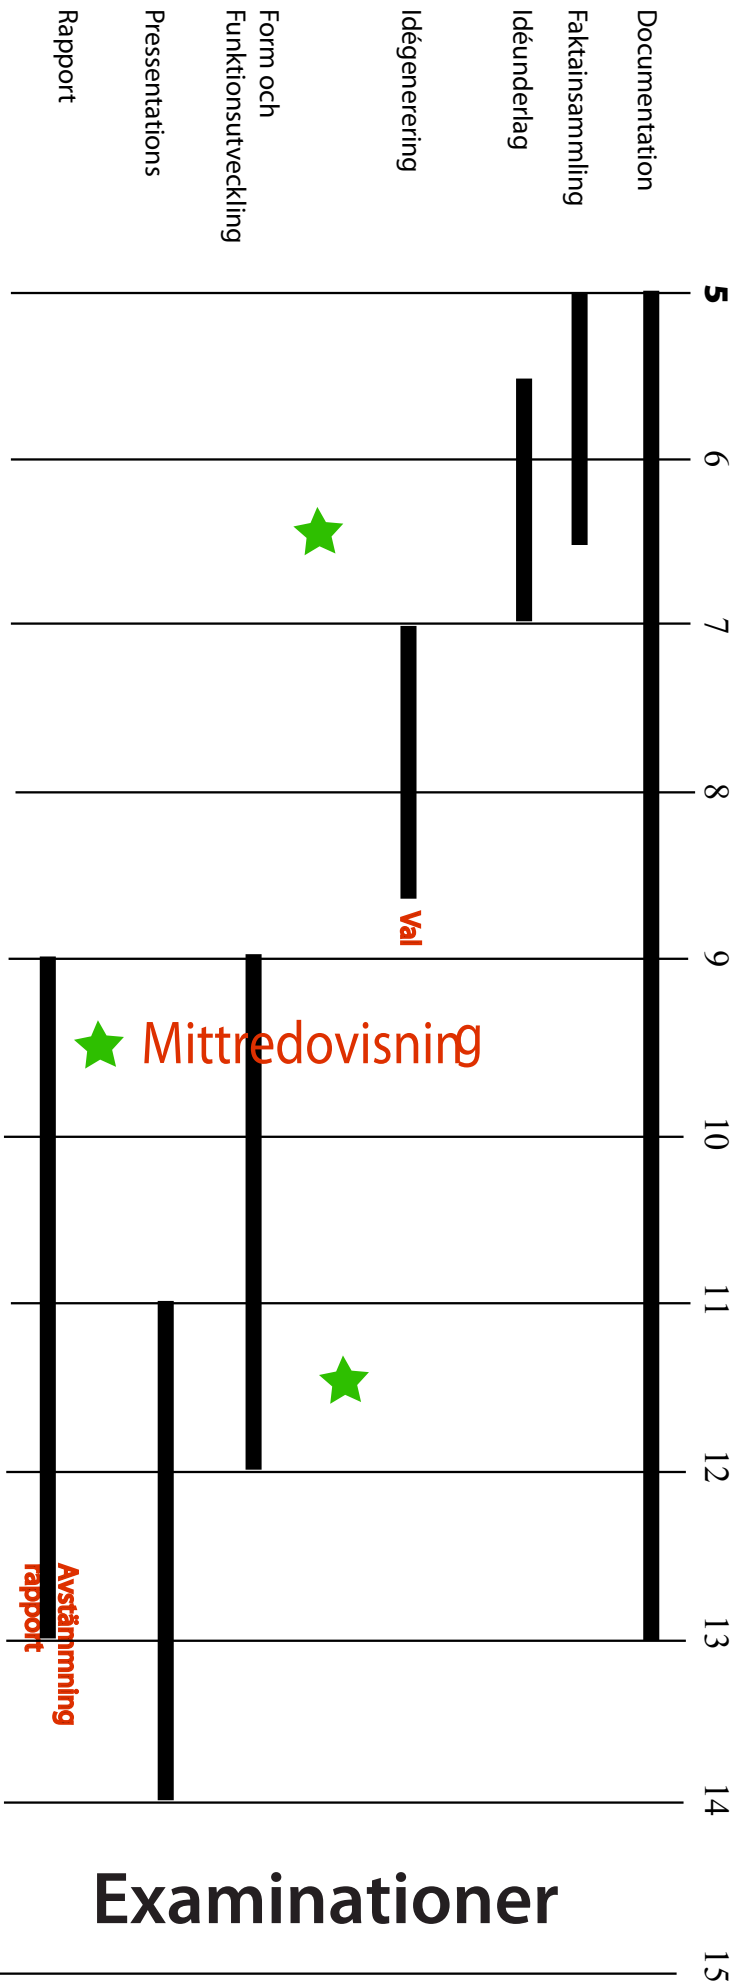 Documentation
Faktainsammling
Idéunderlag
Idégenerering
Form och
Funktionsutveckling
Pressentations
Rapport
5
6
7
8
9
10
11
12
13
14
15
Val
Mittredovisning
Avstämmning
rapport
Examinationer